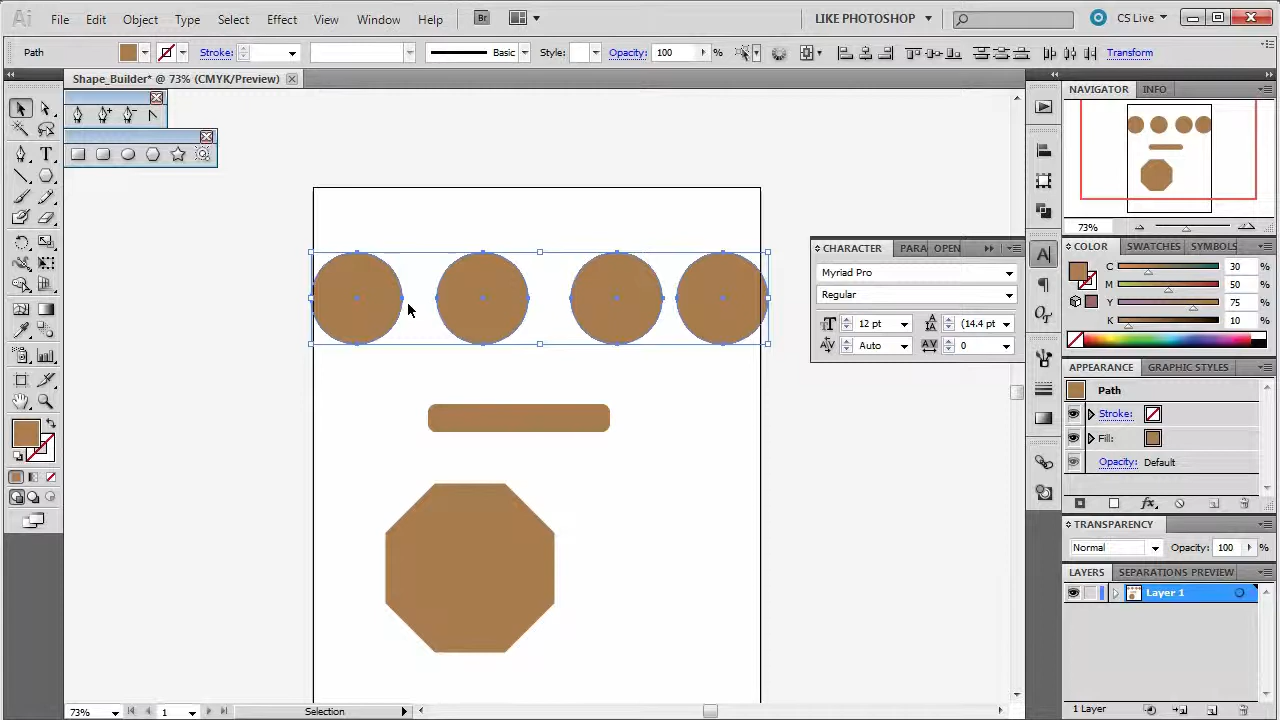 Ai File Edit Object Type Select Effect View Window Help Br LIKE PHOTOSHOP CS Live
Path Stroke: Basic Style: Opacity: 100 % Transform
Shape_Builder* @ 73% (CMYK/Preview)
NAVIGATOR INFO
73%
CHARACTER PARA OPEN
Myriad Pro
Regular
12 pt (14.4 pt
Auto 0
COLOR SWATCHES SYMBOLS
C 30
M 50
Y 75
K 10
APPEARANCE GRAPHIC STYLES
Path
Stroke:
Fill:
Opacity: Default
fx
TRANSPARENCY
Normal Opacity: 100 %
LAYERS SEPARATIONS PREVIEW
Layer 1
1 Layer
73% 1 Selection